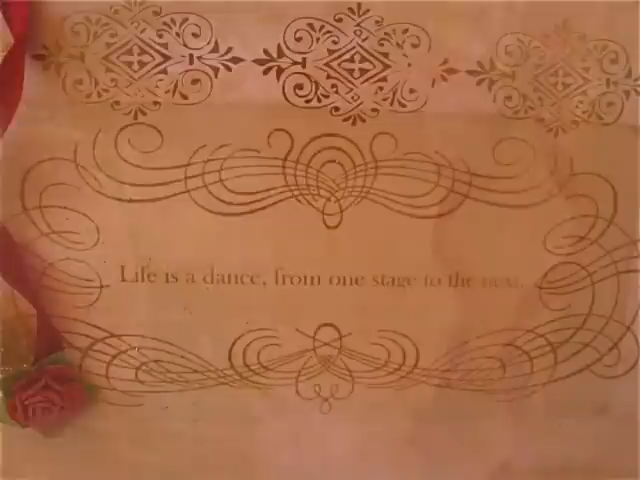 Life is a dance, from one stage to the next.